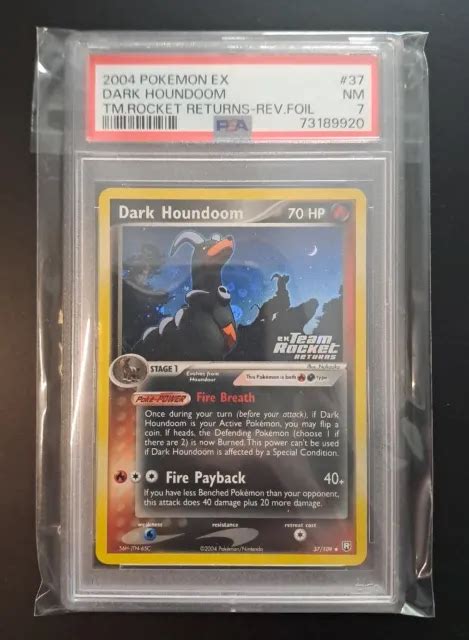 2004 POKEMON EX #37
DARK HOUNDOOM NM
TM.ROCKET RETURNS-REV.FOIL 7
PSA 73189920
Dark Houndoom 70 HP
EX Team
Rocket
RETURNS
STAGE 1
Evolves from
Houndour
This Pokémon is both type.
Poké-POWER Fire Breath
Once during your turn (before your attack), if Dark
Houndoom is your Active Pokémon, you may flip a
coin. If heads, the Defending Pokémon (choose 1 if
there are 2) is now Burned. This power can't be used
if Dark Houndoom is affected by a Special Condition.
Fire Payback 40+
If you have less Benched Pokémon than your opponent,
this attack does 40 damage plus 20 more damage.
weakness resistance retreat cost
©2004 Pokémon/Nintendo 37/109 R